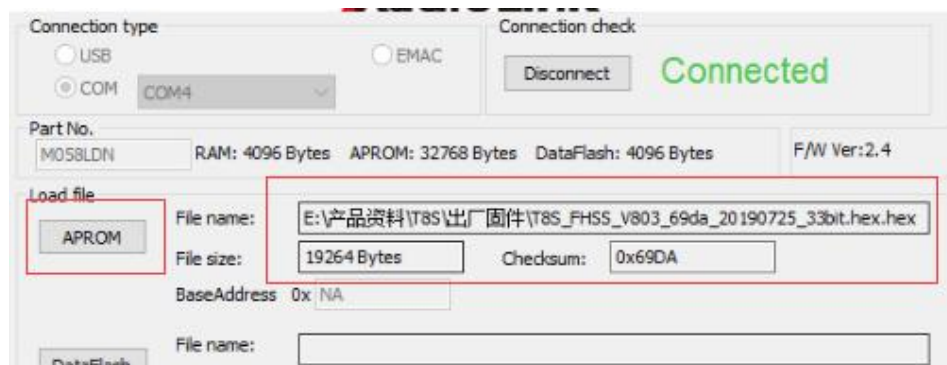 Connection type
Connection check
USB
EMAC
Disconnect
Connected
COM
COM4
Part No.
M058LDN
RAM: 4096 Bytes
APROM: 32768 Bytes
DataFlash: 4096 Bytes
F/W Ver:2.4
Load file
APROM
File name:
E:\产品资料\T8S\出厂固件\T8S_FHSS_V803_69da_20190725_33bit.hex.hex
File size:
19264 Bytes
Checksum:
0x69DA
BaseAddress
0x
NA
File name:
DataFlash